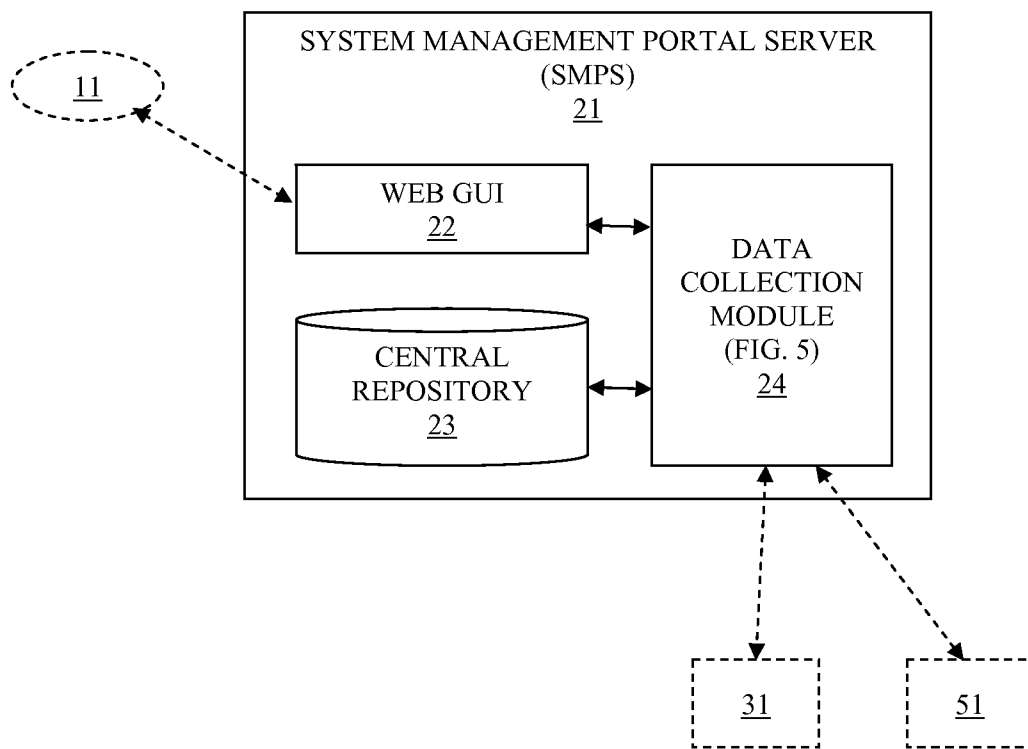 SYSTEM MANAGEMENT PORTAL SERVER
(SMPS)
21
11
WEB GUI
22
DATA
COLLECTION
MODULE
(FIG. 5)
24
CENTRAL
REPOSITORY
23
31
51